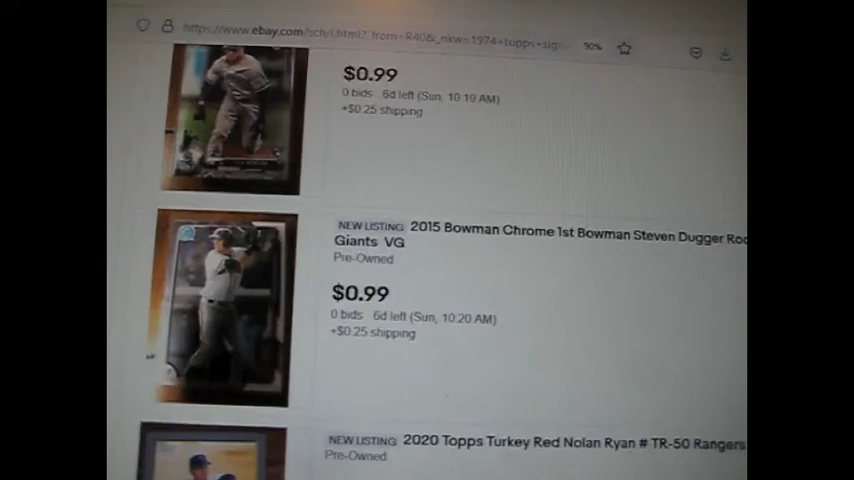 https://www.ebay.com/sch/i.html?_from=R40&_nkw=1974+tupps+sign 90%
$0.99
0 bids 6d left (Sun, 10:19 AM)
+$0.25 shipping
NEW LISTING 2015 Bowman Chrome 1st Bowman Steven Dugger Roo
Giants VG
Pre-Owned
$0.99
0 bids 6d left (Sun, 10:20 AM)
+$0.25 shipping
NEW LISTING 2020 Topps Turkey Red Nolan Ryan # TR-50 Rangers
Pre-Owned